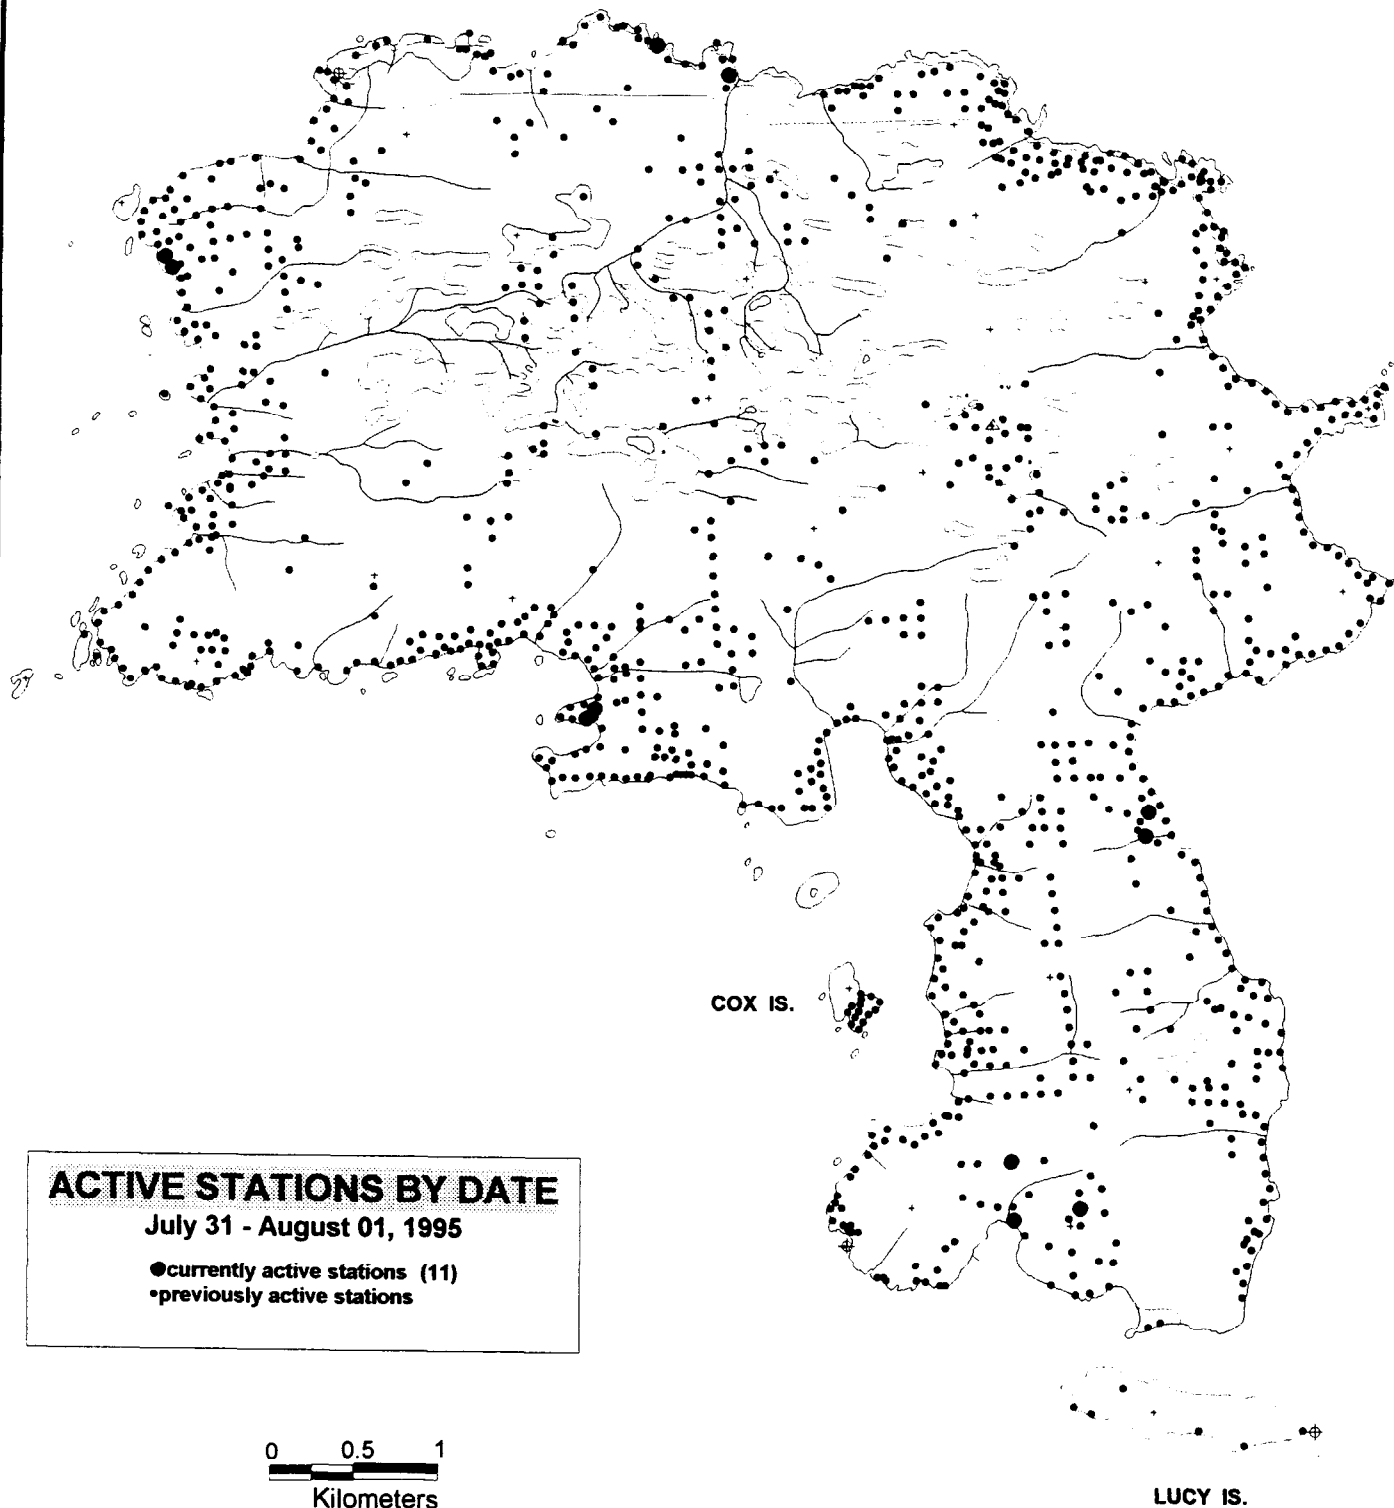 COX IS.
ACTIVE STATIONS BY DATE
July 31 - August 01, 1995
●currently active stations (11)
•previously active stations
0 0.5 1
Kilometers
LUCY IS.